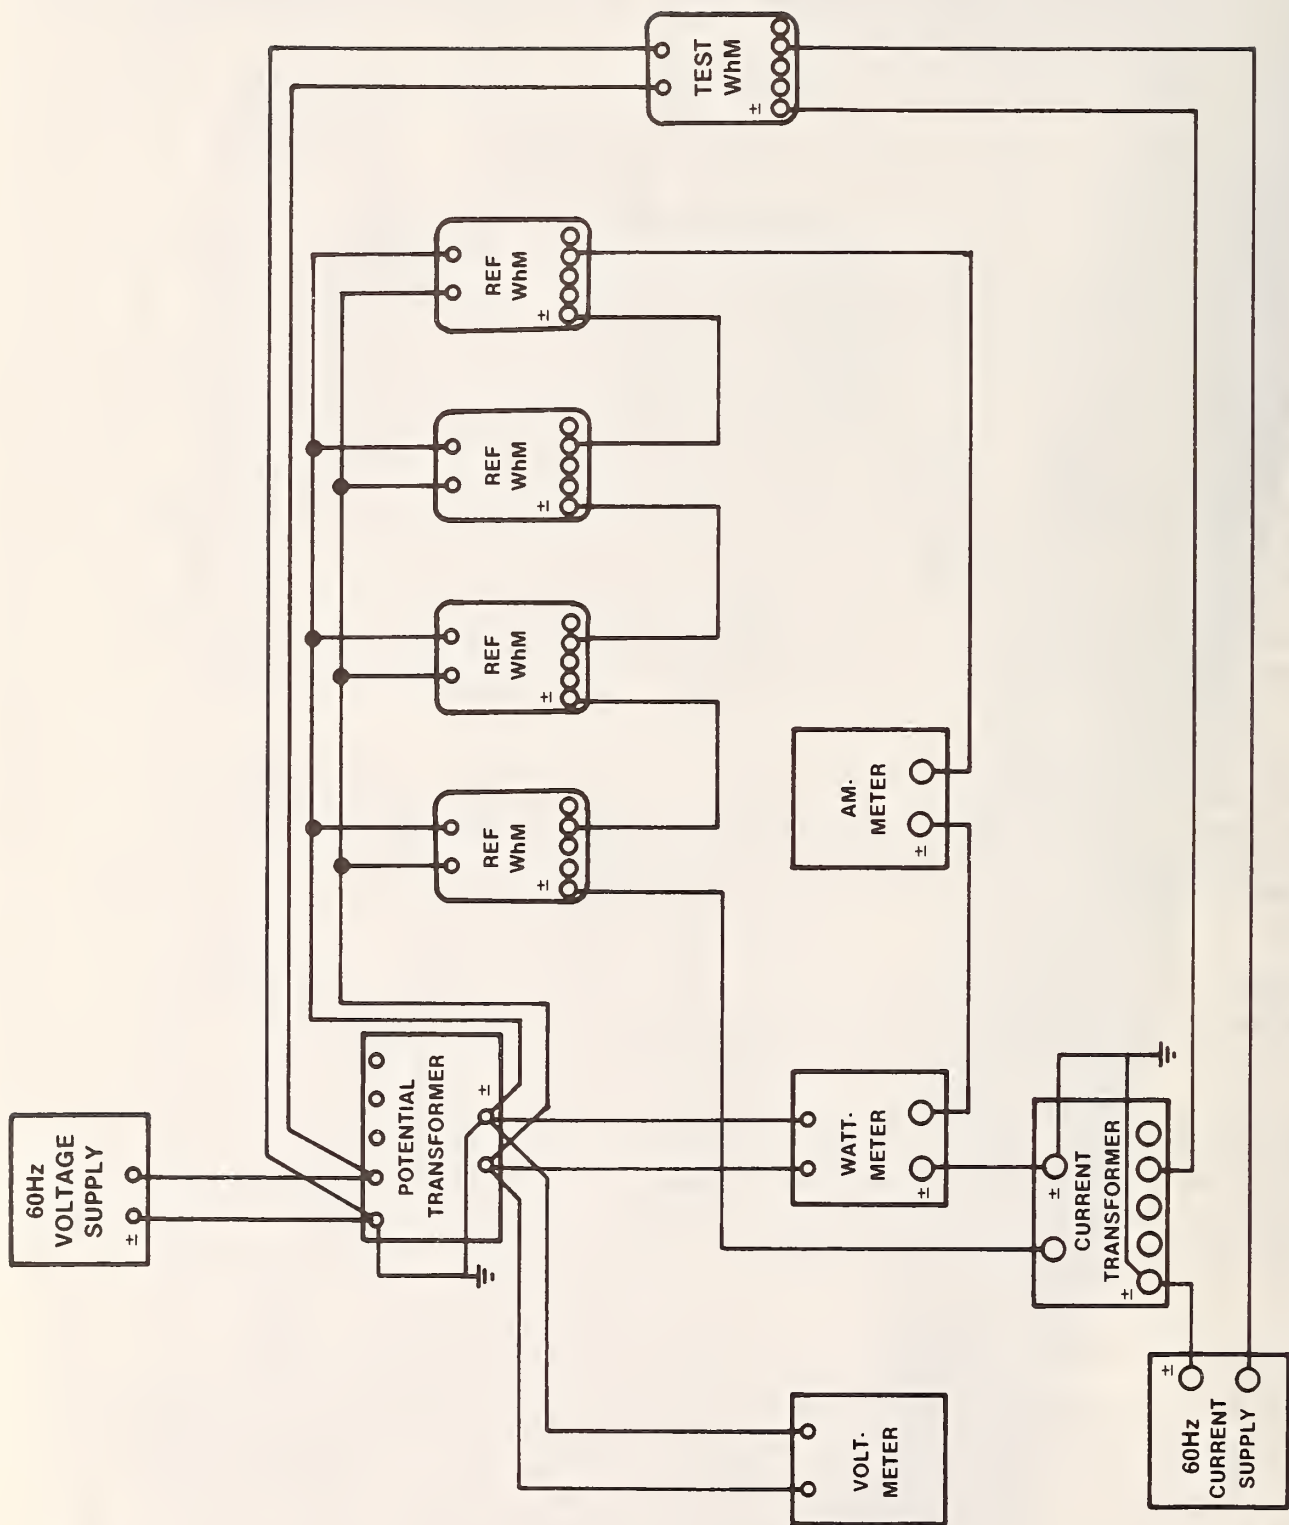 60Hz
VOLTAGE
SUPPLY
±
POTENTIAL
TRANSFORMER
±
REF
WhM
±
REF
WhM
±
REF
WhM
±
REF
WhM
±
TEST
WhM
±
VOLT-
METER
WATT-
METER
±
AM-
METER
±
CURRENT
TRANSFORMER
±
±
60Hz
CURRENT
SUPPLY
±